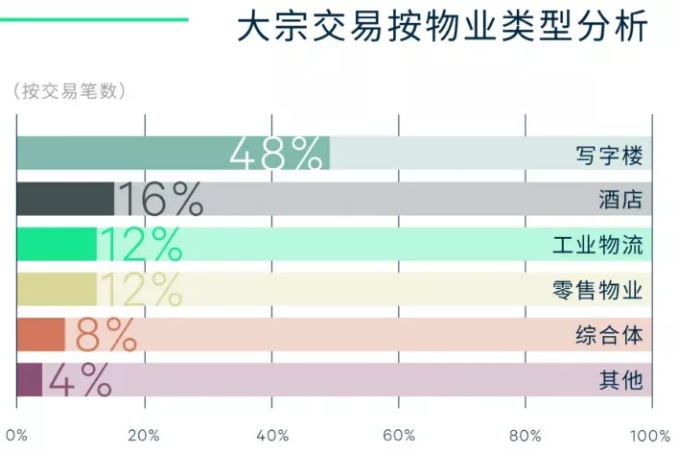 大宗交易按物业类型分析
（按交易笔数）
48% 写字楼
16% 酒店
12% 工业物流
12% 零售物业
8% 综合体
4% 其他
0% 20% 40% 60% 80% 100%